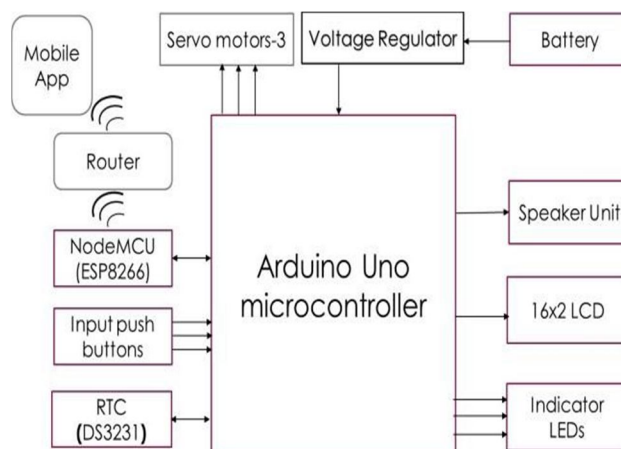 Mobile
App
Servo motors-3
Voltage Regulator
Battery
Router
NodeMCU
(ESP8266)
Arduino Uno
microcontroller
Speaker Unit
Input push
buttons
16x2 LCD
RTC
(DS3231)
Indicator
LEDs